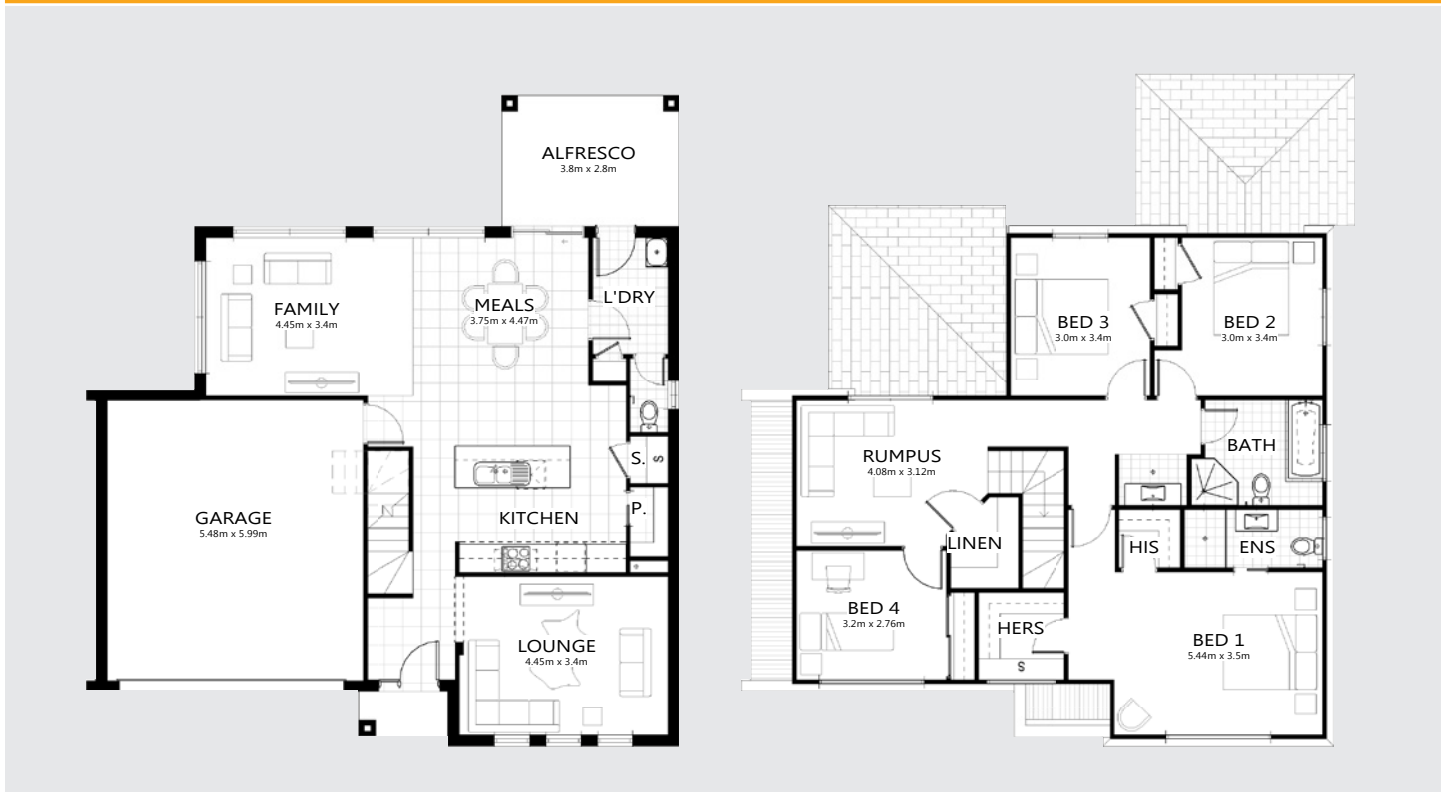 ALFRESCO
3.8m x 2.8m
FAMILY
4.45m x 3.4m
MEALS
3.75m x 4.47m
L'DRY
S.
S
P.
KITCHEN
GARAGE
5.48m x 5.99m
LOUNGE
4.45m x 3.4m
BED 3
3.0m x 3.4m
BED 2
3.0m x 3.4m
RUMPUS
4.08m x 3.12m
BATH
LINEN
HIS
ENS
BED 4
3.2m x 2.76m
HERS
S
BED 1
5.44m x 3.5m